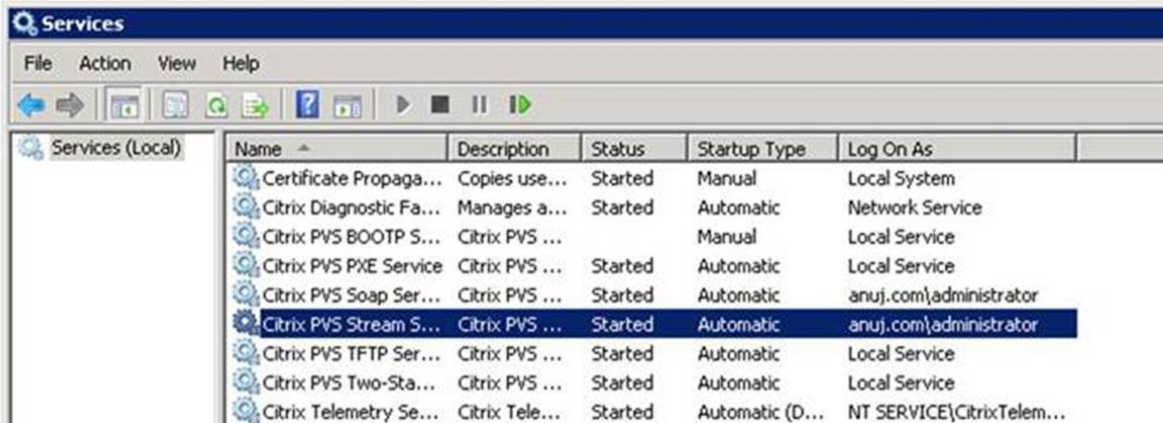 Services
File Action View Help
Services (Local)
Name Description Status Startup Type Log On As
Certificate Propaga... Copies use... Started Manual Local System
Citrix Diagnostic Fa... Manages a... Started Automatic Network Service
Citrix PVS BOOTP S... Citrix PVS ... Manual Local Service
Citrix PVS PXE Service Citrix PVS ... Started Automatic Local Service
Citrix PVS Soap Ser... Citrix PVS ... Started Automatic anuj.com\administrator
Citrix PVS Stream S... Citrix PVS ... Started Automatic anuj.com\administrator
Citrix PVS TFTP Ser... Citrix PVS ... Started Automatic Local Service
Citrix PVS Two-Sta... Citrix PVS ... Started Automatic Local Service
Citrix Telemetry Se... Citrix Tele... Started Automatic (D... NT SERVICE\CitrixTelem...